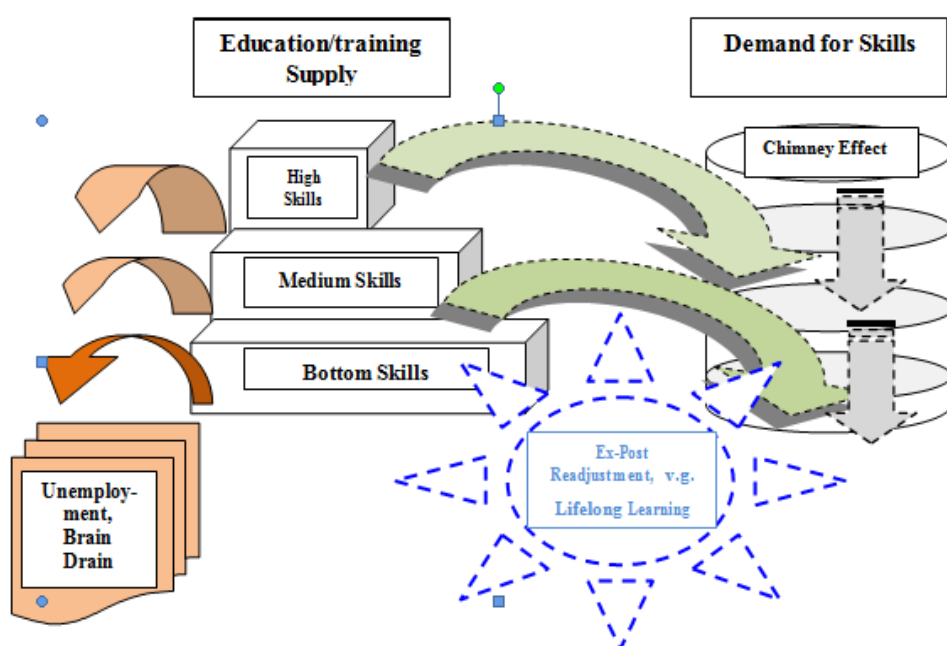 Education/training
Supply
Demand for Skills
Chimney Effect
High
Skills
Medium Skills
Bottom Skills
Ex-Post
Readjustment, v.g.
Lifelong Learning
Unemploy-
ment,
Brain
Drain